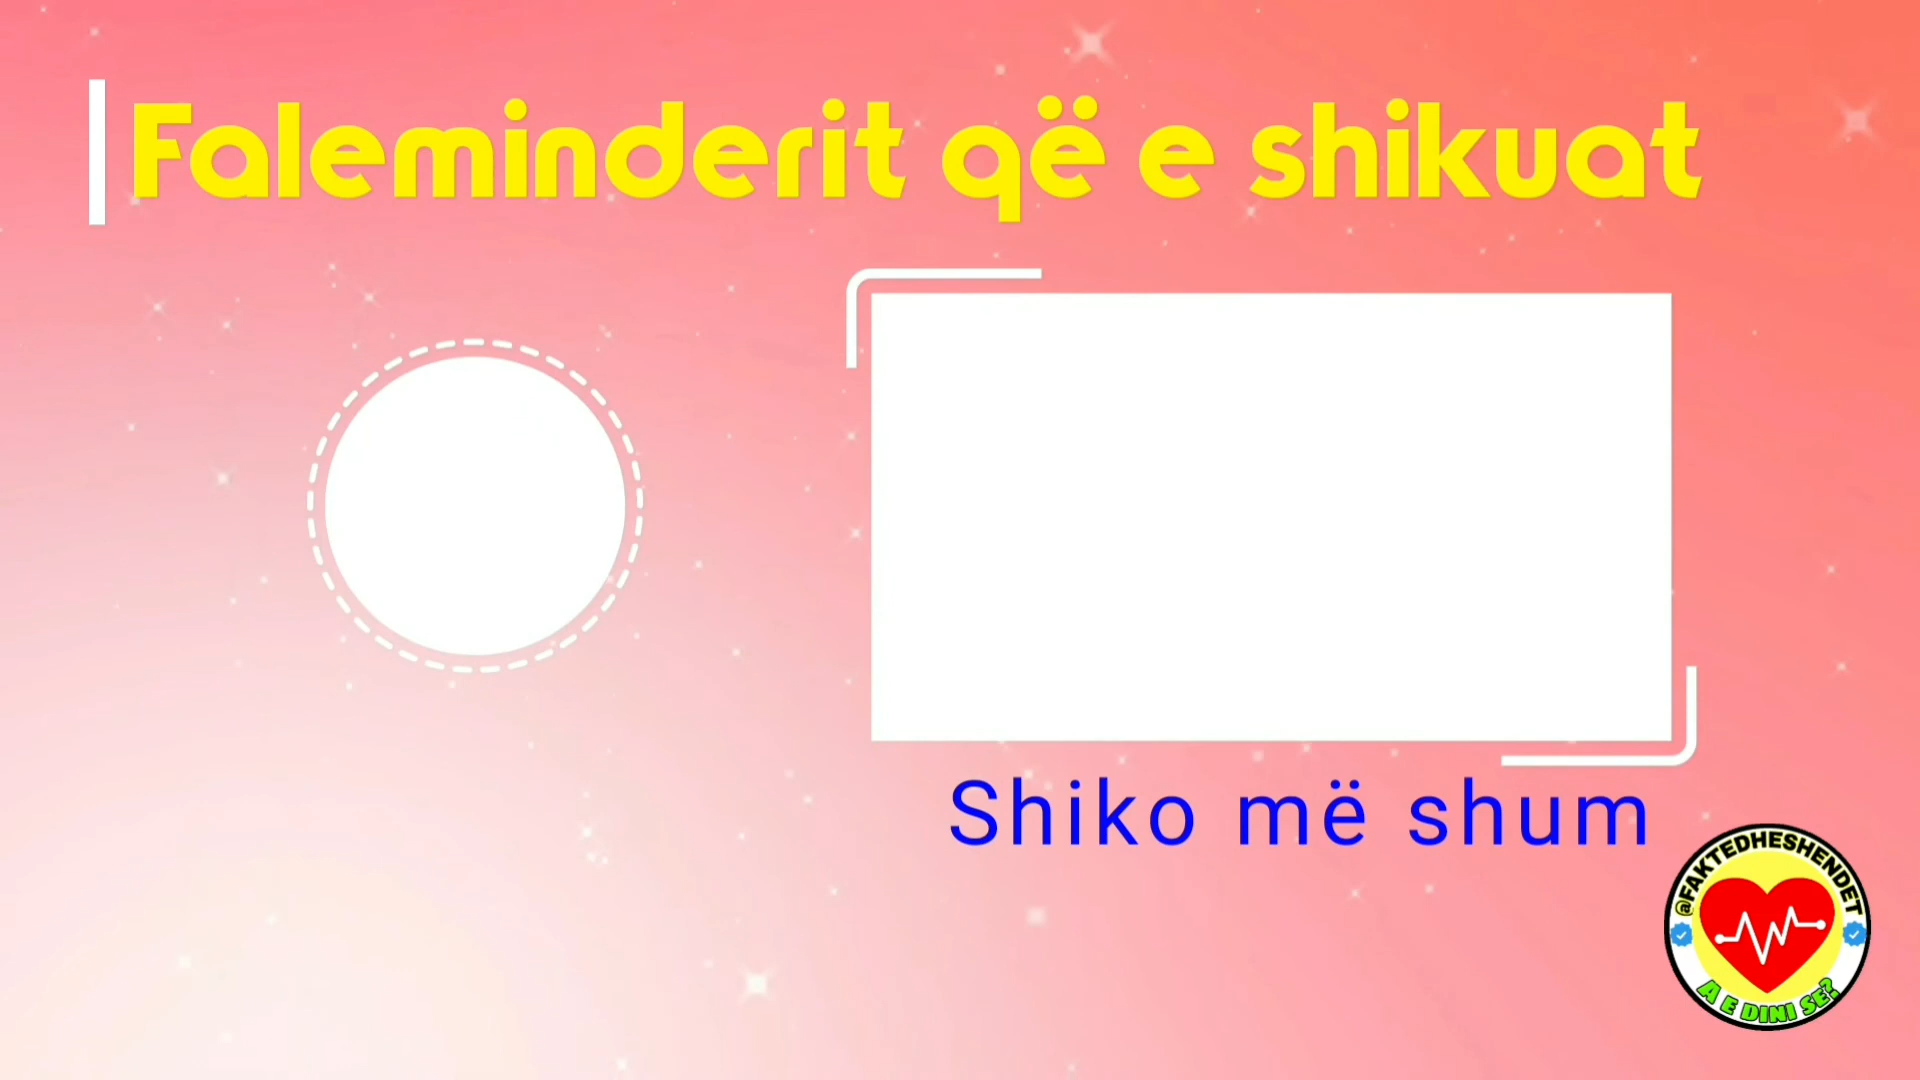 Faleminderit që e shikuat
Shiko më shum
@FAKTEDHESHENDET
A E DINI SE?